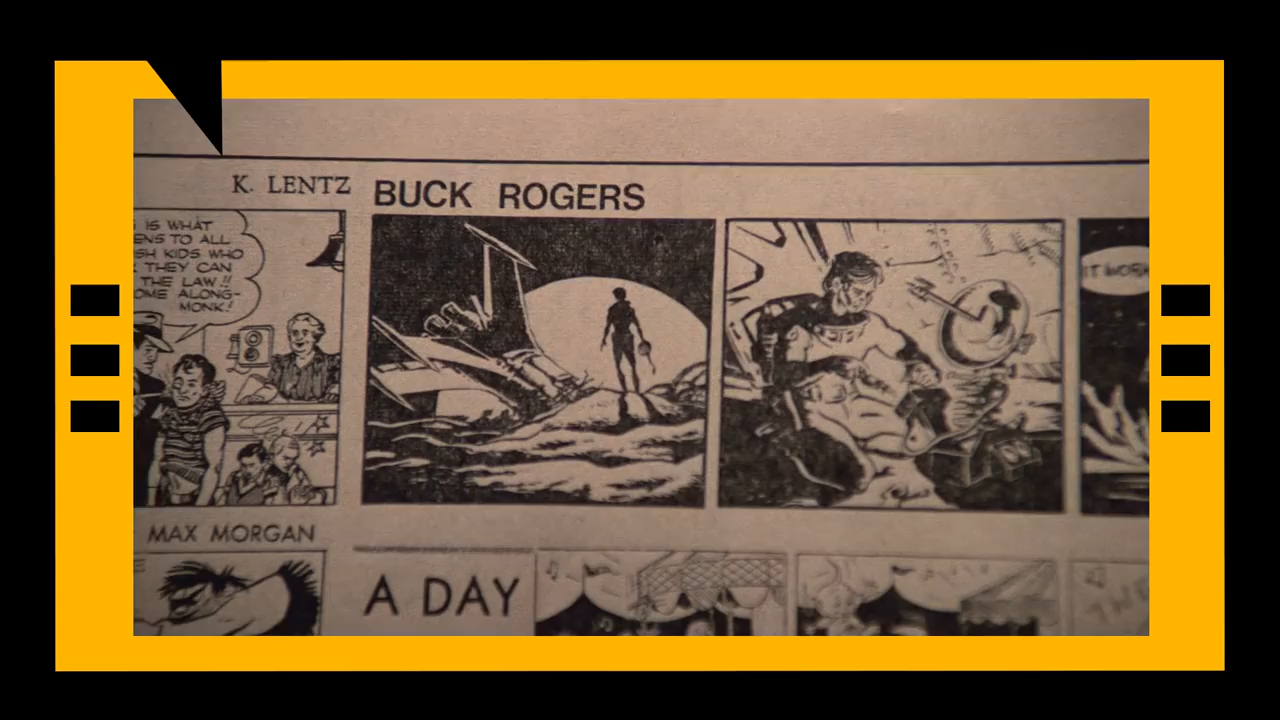 K. LENTZ
BUCK ROGERS
IS WHAT
ENS TO ALL
SH KIDS WHO
THEY CAN
THE LAW!!
OME ALONG-
MONK!
IT WORK
MAX MORGAN
A DAY